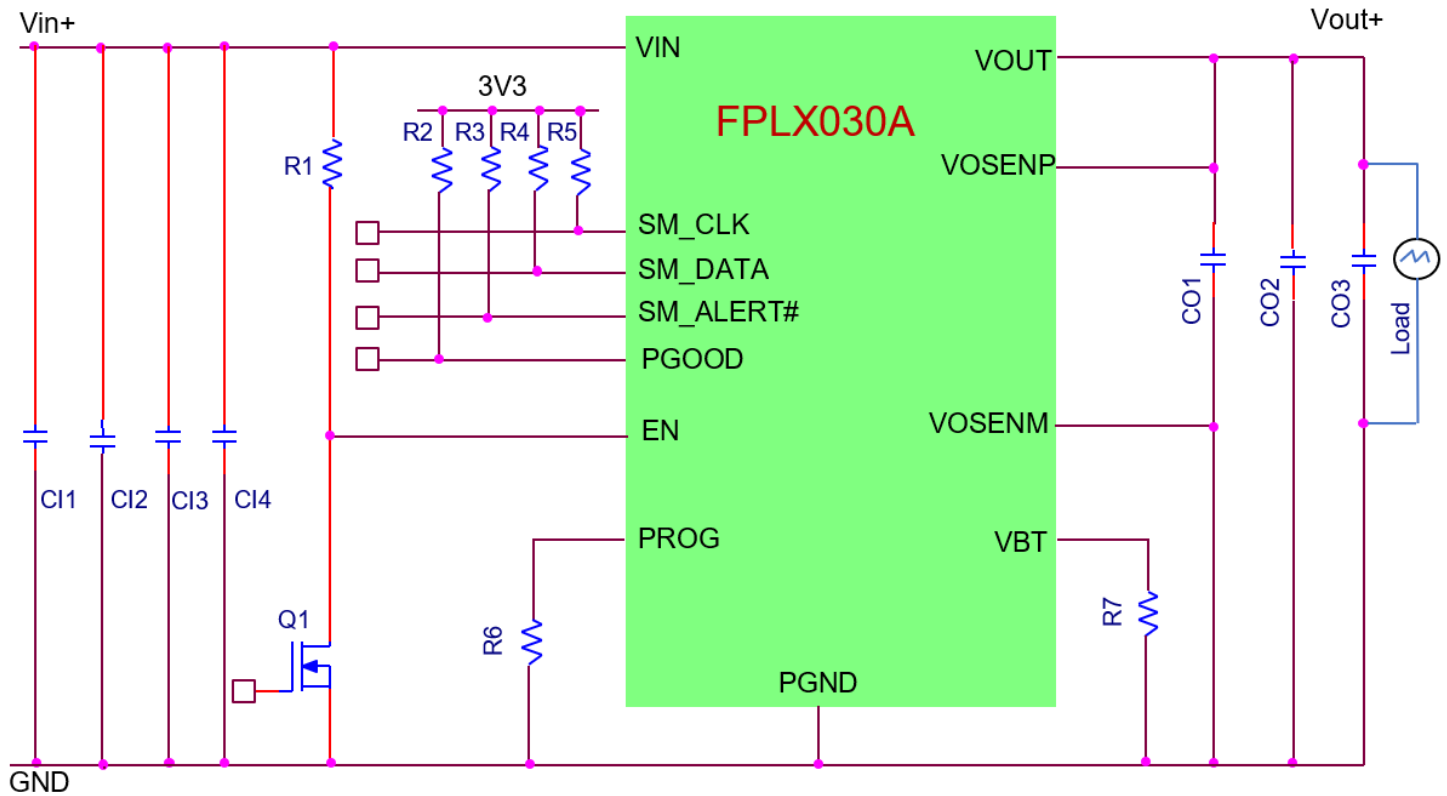 Vin+
Vout+
VIN
VOUT
3V3
FPLX030A
R2
R3
R4
R5
R1
VOSENP
SM_CLK
SM_DATA
SM_ALERT#
PGOOD
CO1
CO2
CO3
Load
EN
VOSENM
CI1
CI2
CI3
CI4
PROG
VBT
Q1
R6
R7
PGND
GND